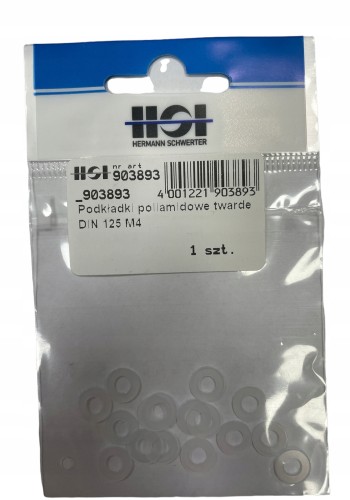 HSI
HERMANN SCHWERTER
HSI nr art. 903893
_903893
4 001221 903893
Podkładki poliamidowe twarde
DIN 125 M4
1 szt.